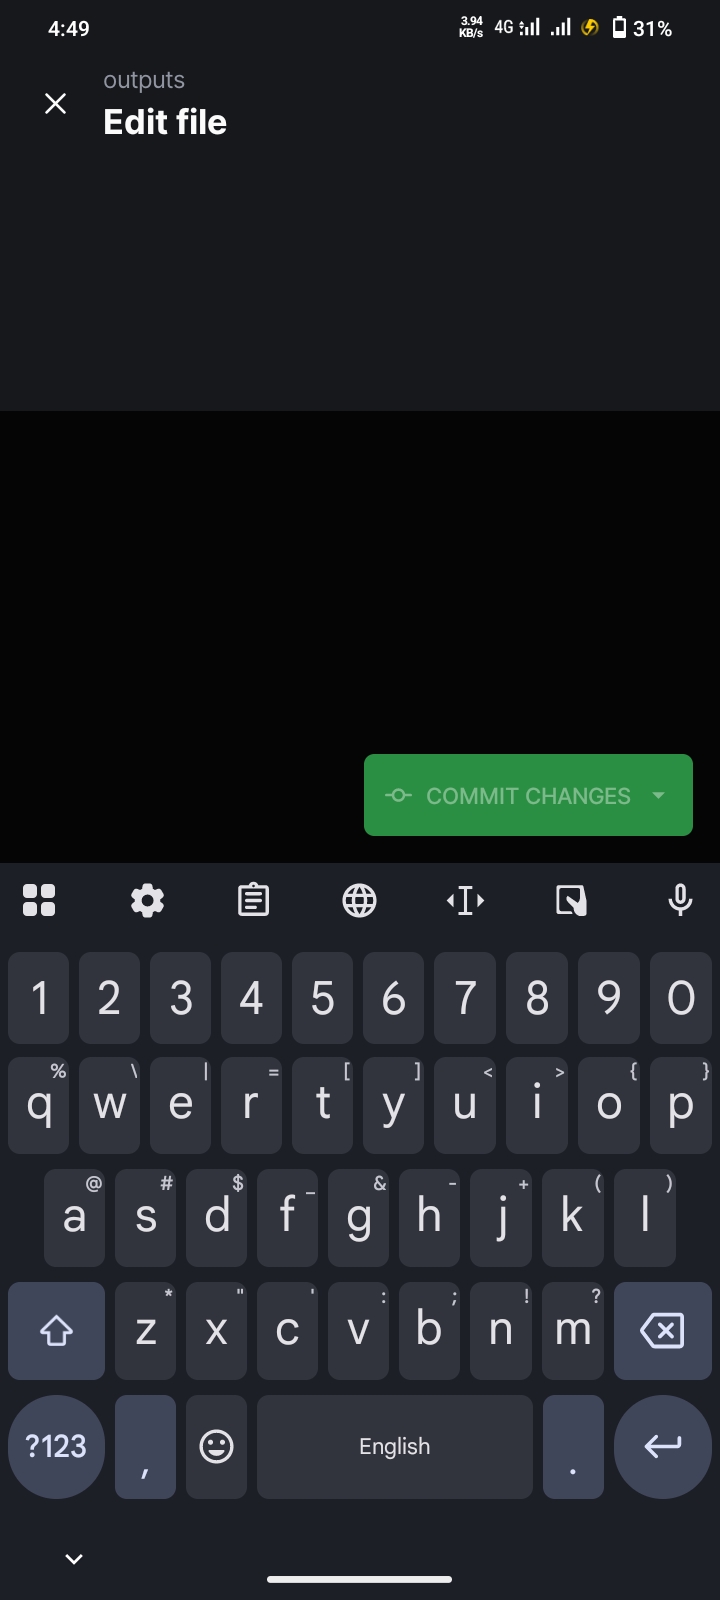 4:49
3.94
KB/s
4G
31%
outputs
Edit file
COMMIT CHANGES
1 2 3 4 5 6 7 8 9 0
% \ | = [ ] < > { }
q w e r t y u i o p
@ # $ _ & - + ( )
a s d f g h j k l
* " ' : ; ! ?
z x c v b n m
?123 , English .